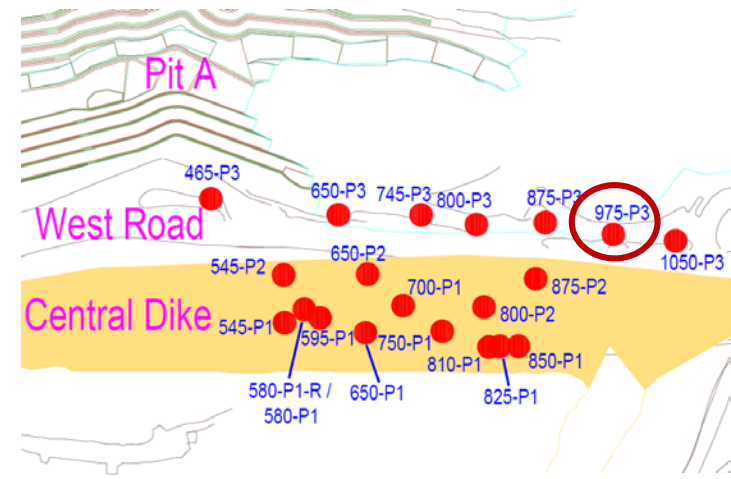 Pit A
465-P3
650-P3
745-P3
800-P3
875-P3
975-P3
1050-P3
West Road
545-P2
650-P2
700-P1
875-P2
800-P2
Central Dike
545-P1
595-P1
750-P1
810-P1
850-P1
580-P1-R /
580-P1
650-P1
825-P1